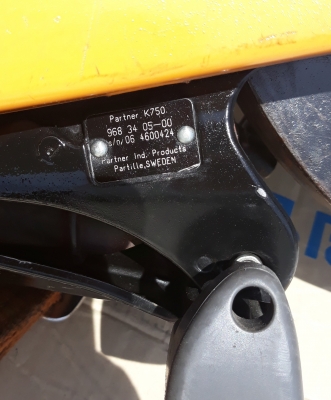 Partner K750
968 34 05-00
s/n/06 4600424
Partner Ind. Products
Partille,SWEDEN